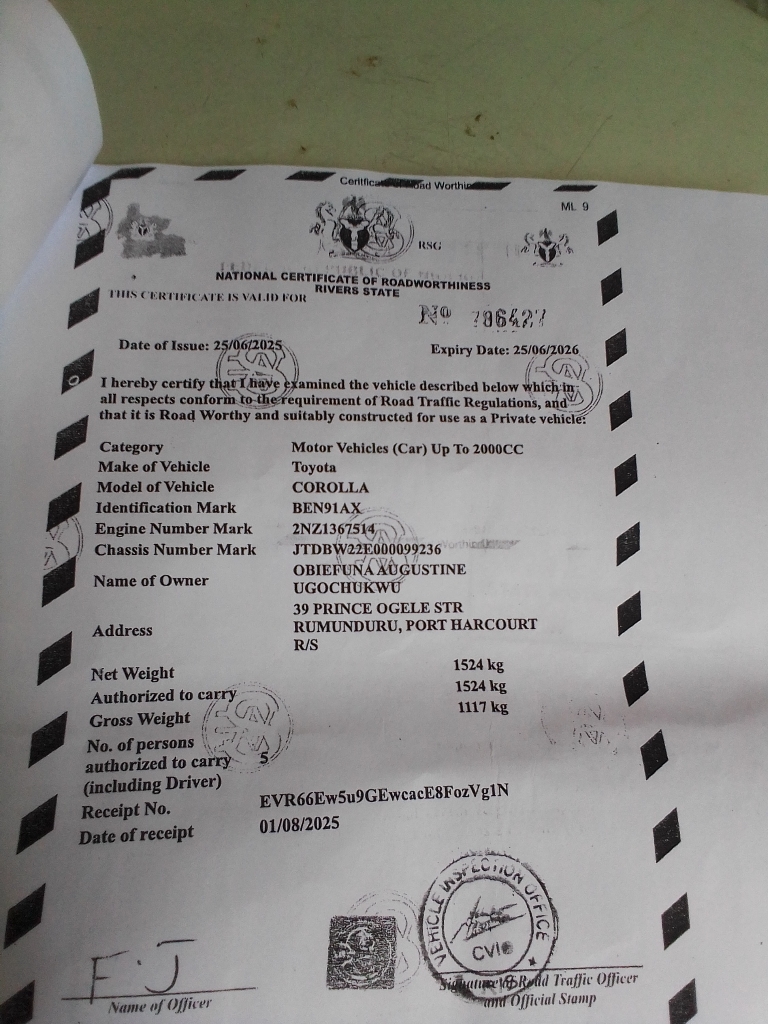 Certificate of Road Worthin
ML 9
RSG
NATIONAL CERTIFICATE OF ROADWORTHINESS
RIVERS STATE
THIS CERTIFICATE IS VALID FOR
Nº 786427
Date of Issue: 25/06/2025 Expiry Date: 25/06/2026
I hereby certify that I have examined the vehicle described below which in
all respects conform to the requirement of Road Traffic Regulations, and
that it is Road Worthy and suitably constructed for use as a Private vehicle:
Category Motor Vehicles (Car) Up To 2000CC
Make of Vehicle Toyota
Model of Vehicle COROLLA
Identification Mark BEN91AX
Engine Number Mark 2NZ1367514
Chassis Number Mark JTDBW22E000099236
Name of Owner OBIEFUNA AUGUSTINE
UGOCHUKWU
Address 39 PRINCE OGELE STR
RUMUNDURU, PORT HARCOURT
R/S
Net Weight 1524 kg
Authorized to carry 1524 kg
Gross Weight 1117 kg
No. of persons
authorized to carry 5
(including Driver)
Receipt No. EVR66Ew5u9GEwcacE8FozVg1N
Date of receipt 01/08/2025
VEHICLE INSPECTION OFFICE
CVIO
F.J
Name of Officer
Signature of Road Traffic Officer
and Official Stamp